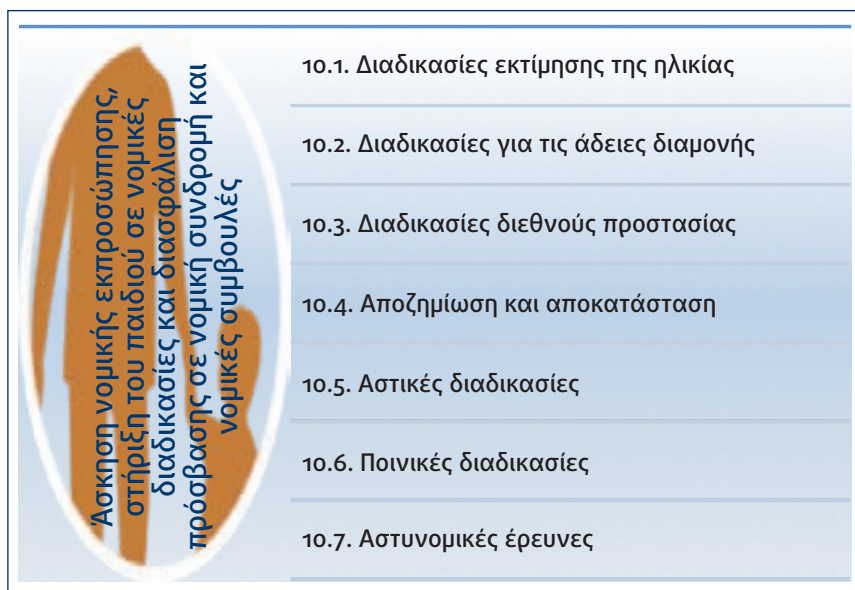 Άσκηση νομικής εκπροσώπησης,
στήριξη του παιδιού σε νομικές
διαδικασίες και διασφάλιση
πρόσβασης σε νομική συνδρομή και
νομικές συμβουλές
10.1. Διαδικασίες εκτίμησης της ηλικίας
10.2. Διαδικασίες για τις άδειες διαμονής
10.3. Διαδικασίες διεθνούς προστασίας
10.4. Αποζημίωση και αποκατάσταση
10.5. Αστικές διαδικασίες
10.6. Ποινικές διαδικασίες
10.7. Αστυνομικές έρευνες